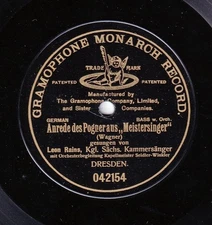 GRAMOPHONE MONARCH RECORD.
TRADE MARK
PATENTED PATENTED
Manufactured by
The Gramophone Company, Limited,
and Sister Companies.
GERMAN BASS w. Orch.
Anrede des Pogner aus „Meistersinger"
(Wagner)
gesungen von
Leon Rains, Kgl. Sächs. Kammersänger
mit Orchesterbegleitung Kapellmeister Seidler-Winkler
DRESDEN.
042154